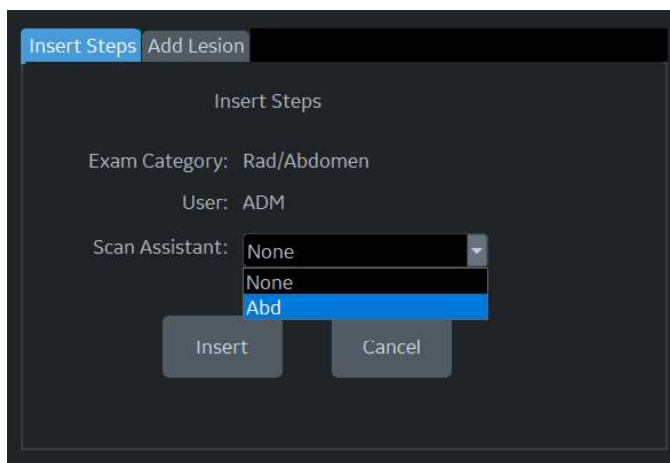 Insert Steps Add Lesion
Insert Steps
Exam Category: Rad/Abdomen
User: ADM
Scan Assistant: None
None
Abd
Insert Cancel